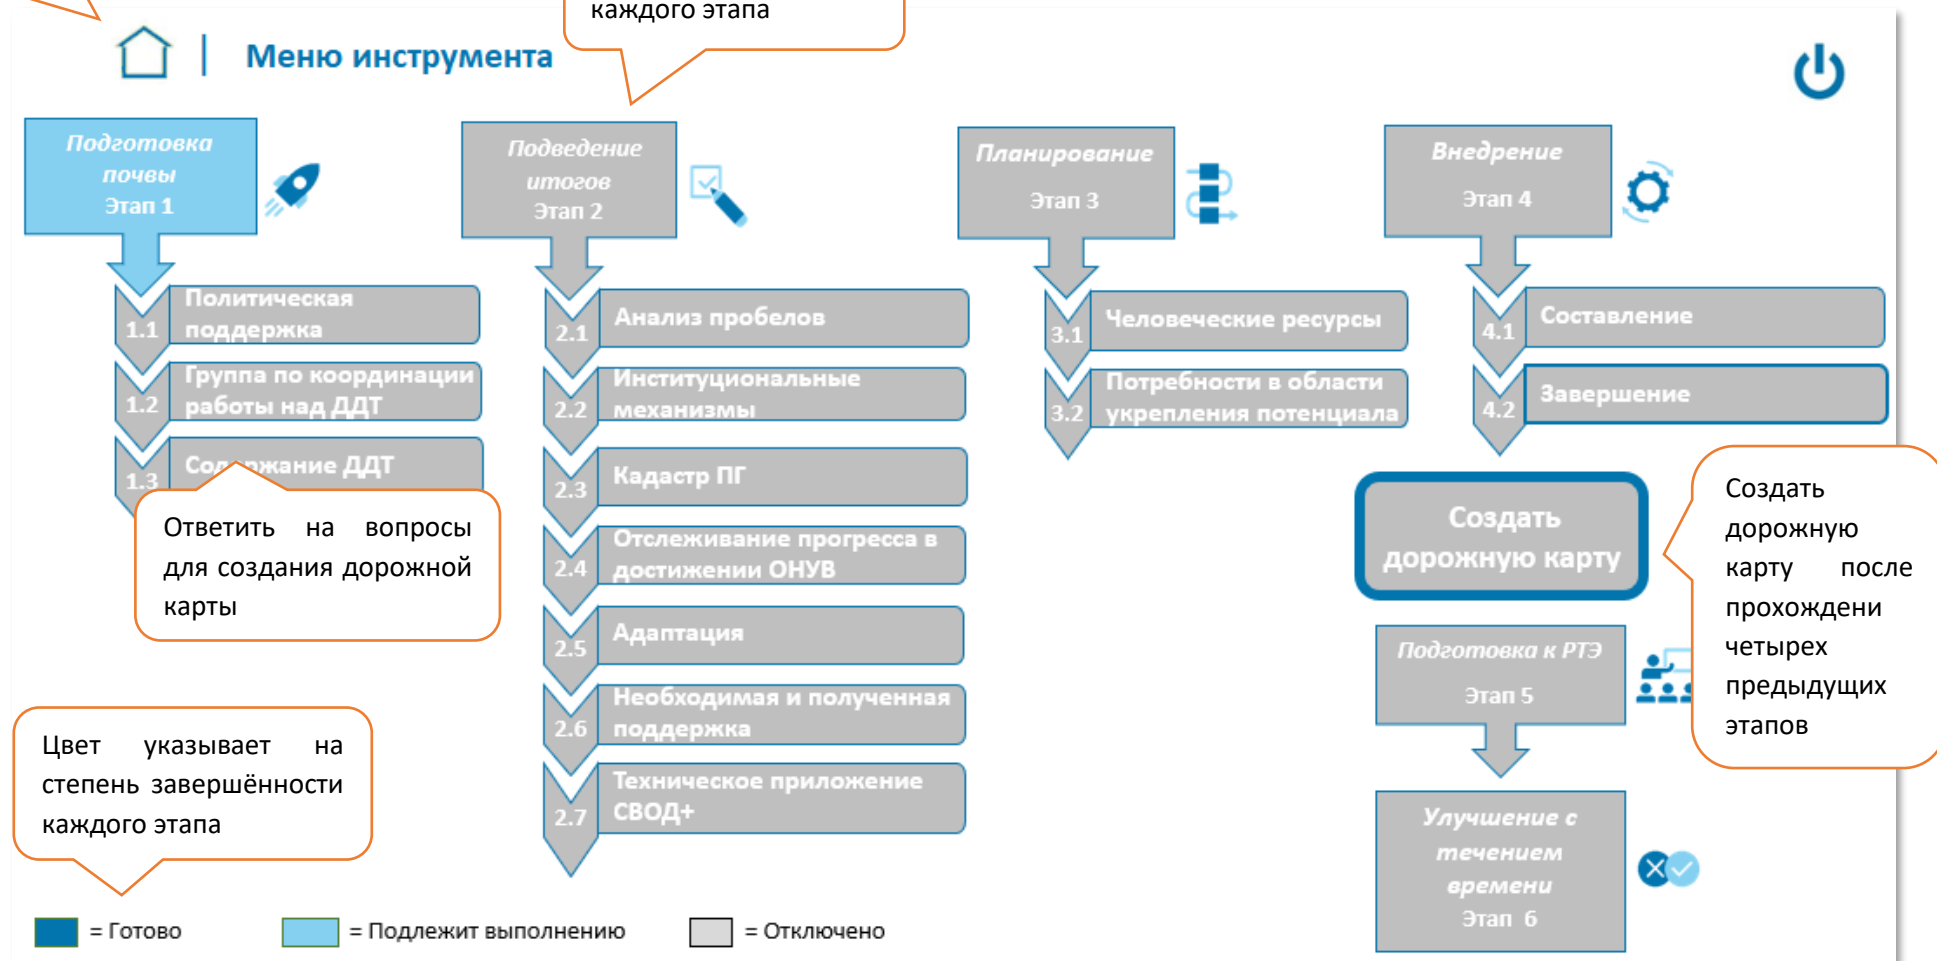 каждого этапа
Меню инструмента
Подготовка
почвы
Этап 1
1.1
Политическая
поддержка
1.2
Группа по координации
работы над ДДТ
1.3
Содержание ДДТ
Ответить на вопросы
для создания дорожной
карты
Подведение
итогов
Этап 2
2.1
Анализ пробелов
2.2
Институциональные
механизмы
2.3
Кадастр ПГ
2.4
Отслеживание прогресса в
достижении ОНУВ
2.5
Адаптация
2.6
Необходимая и полученная
поддержка
2.7
Техническое приложение
СВОД+
Планирование
Этап 3
3.1
Человеческие ресурсы
3.2
Потребности в области
укрепления потенциала
Внедрение
Этап 4
4.1
Составление
4.2
Завершение
Создать
дорожную карту
Создать
дорожную
карту после
прохождени
четырех
предыдущих
этапов
Подготовка к РТЭ
Этап 5
Улучшение с
течением
времени
Этап 6
Цвет указывает на
степень завершённости
каждого этапа
= Готово
= Подлежит выполнению
= Отключено